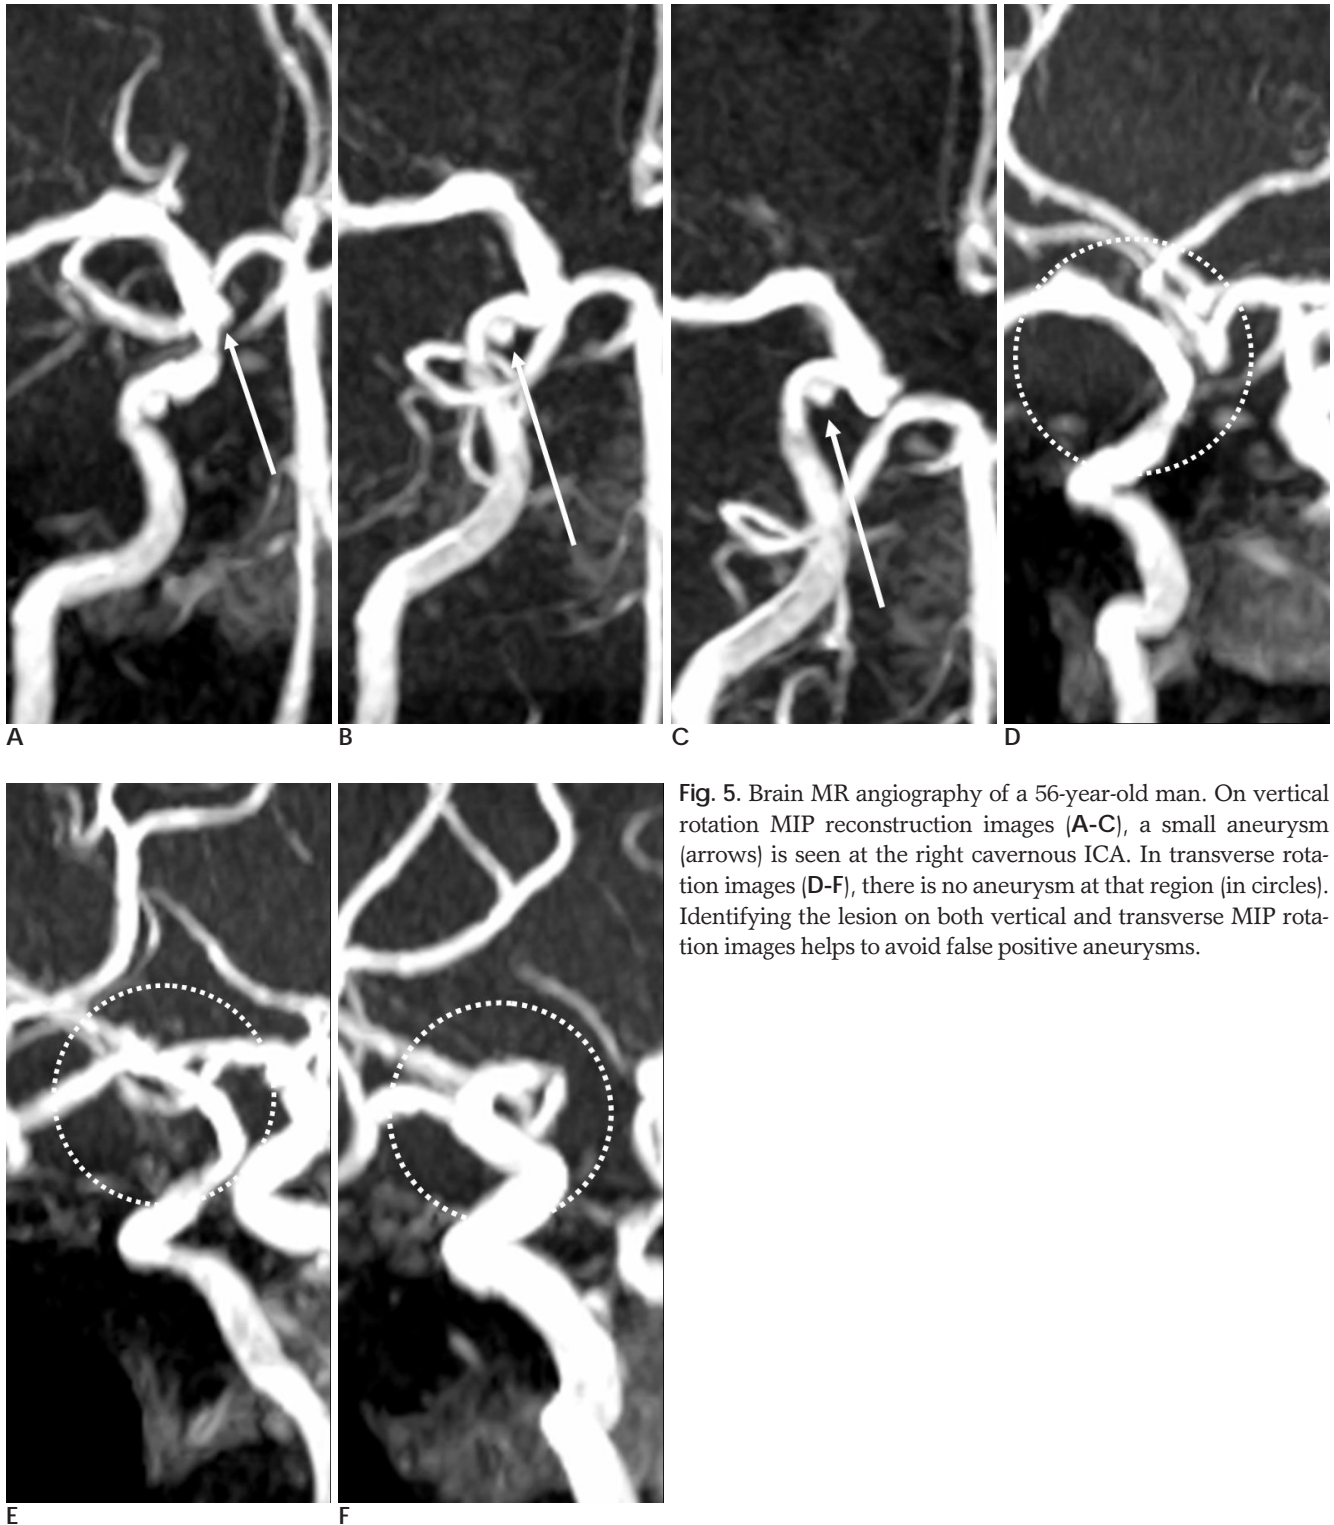 A
B
C
D
E
F
Fig. 5. Brain MR angiography of a 56-year-old man. On vertical
rotation MIP reconstruction images (A-C), a small aneurysm
(arrows) is seen at the right cavernous ICA. In transverse rota-
tion images (D-F), there is no aneurysm at that region (in circles).
Identifying the lesion on both vertical and transverse MIP rota-
tion images helps to avoid false positive aneurysms.